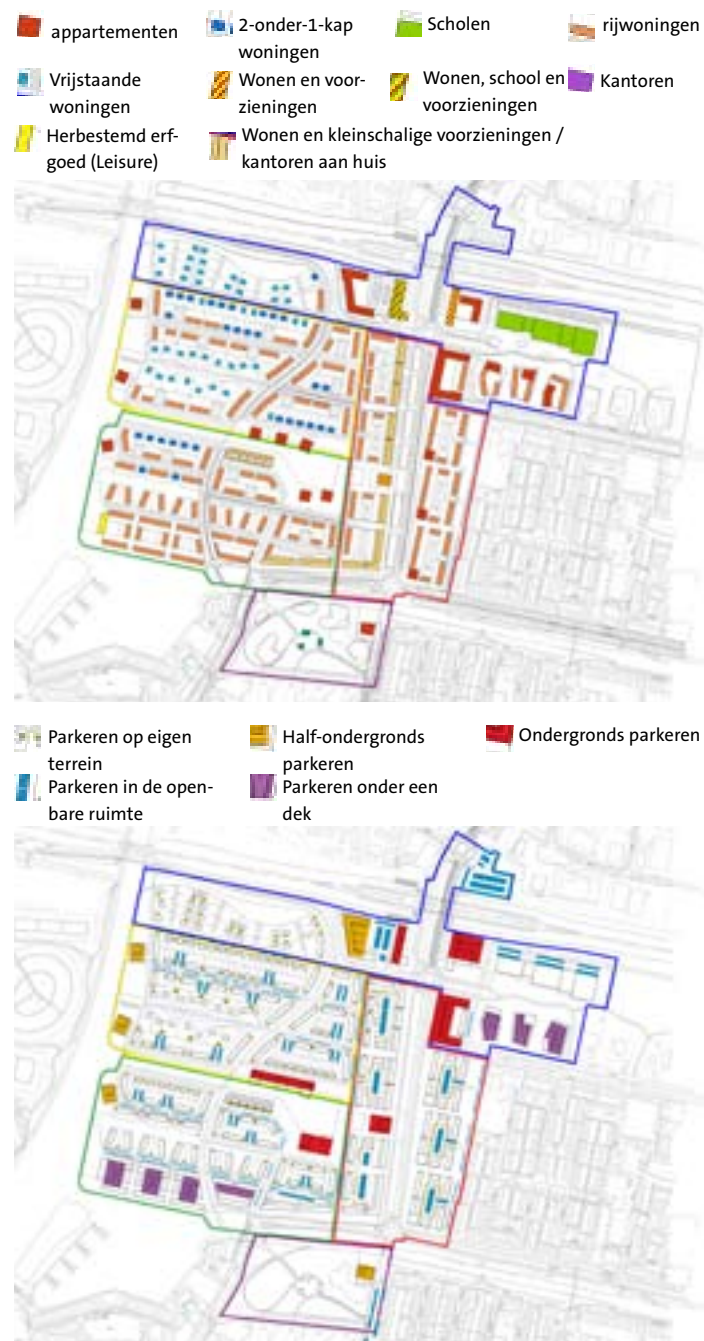 appartementen
2-onder-1-kap
woningen
Scholen
rijwoningen
Vrijstaande
woningen
Wonen en voor-
zieningen
Wonen, school en
voorzieningen
Kantoren
Herbestemd erf-
goed (Leisure)
Wonen en kleinschalige voorzieningen /
kantoren aan huis
Parkeren op eigen
terrein
Half-ondergronds
parkeren
Ondergronds parkeren
Parkeren in de open-
bare ruimte
Parkeren onder een
dek